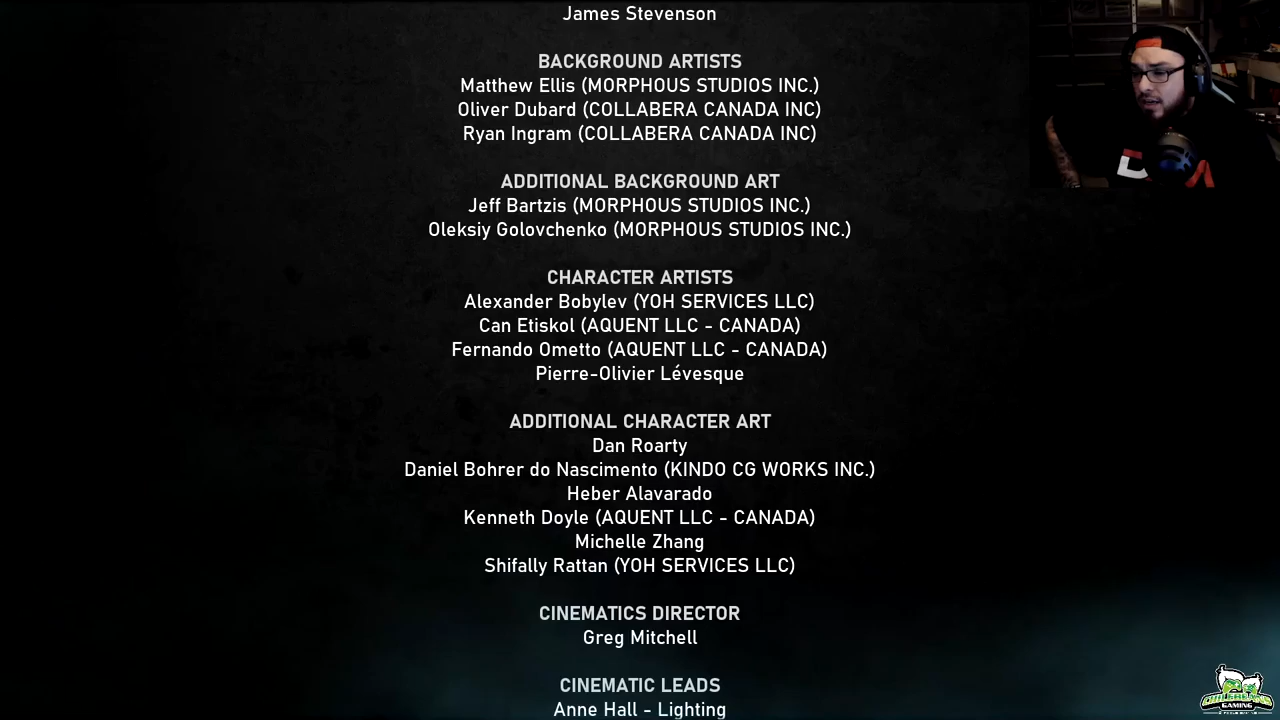 James Stevenson
BACKGROUND ARTISTS
Matthew Ellis (MORPHOUS STUDIOS INC.)
Oliver Dubard (COLLABERA CANADA INC)
Ryan Ingram (COLLABERA CANADA INC)
ADDITIONAL BACKGROUND ART
Jeff Bartzis (MORPHOUS STUDIOS INC.)
Oleksiy Golovchenko (MORPHOUS STUDIOS INC.)
CHARACTER ARTISTS
Alexander Bobylev (YOH SERVICES LLC)
Can Etiskol (AQUENT LLC - CANADA)
Fernando Ometto (AQUENT LLC - CANADA)
Pierre-Olivier Lévesque
ADDITIONAL CHARACTER ART
Dan Roarty
Daniel Bohrer do Nascimento (KINDO CG WORKS INC.)
Heber Alavarado
Kenneth Doyle (AQUENT LLC - CANADA)
Michelle Zhang
Shifally Rattan (YOH SERVICES LLC)
CINEMATICS DIRECTOR
Greg Mitchell
CINEMATIC LEADS
Anne Hall - Lighting
GAMING